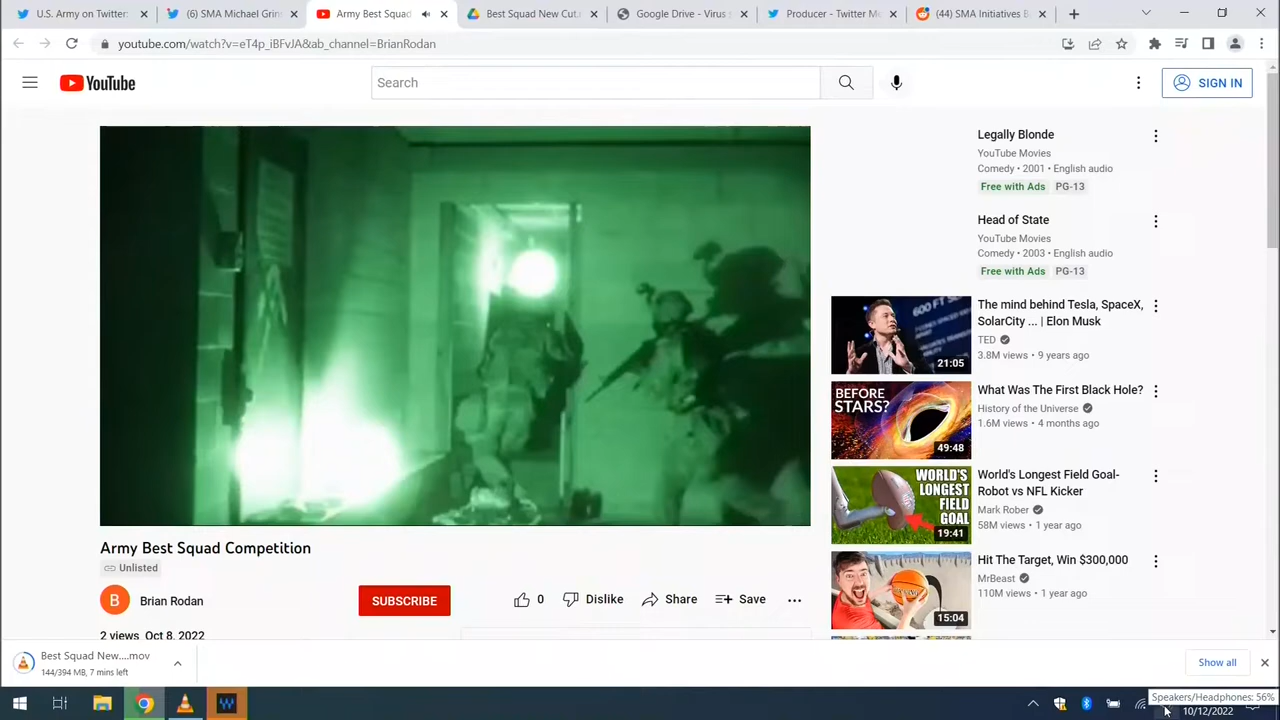 U.S. Army on Twitter
(6) SMA Michael Grin
Army Best Squad
Best Squad New Cut.
Google Drive - Virus
Producer - Twitter Me
(44) SMA Initiatives B
youtube.com/watch?v=eT4p_iBFvJA&ab_channel=BrianRodan
YouTube
Search
SIGN IN
Legally Blonde
YouTube Movies
Comedy • 2001 • English audio
Free with Ads PG-13
Head of State
YouTube Movies
Comedy • 2003 • English audio
Free with Ads PG-13
600 FT
21:05
The mind behind Tesla, SpaceX,
SolarCity ... | Elon Musk
TED
3.8M views • 9 years ago
BEFORE
STARS?
49:48
What Was The First Black Hole?
History of the Universe
1.6M views • 4 months ago
WORLD'S
LONGEST
FIELD
GOAL
19:41
World's Longest Field Goal-
Robot vs NFL Kicker
Mark Rober
58M views • 1 year ago
15:04
Hit The Target, Win $300,000
MrBeast
110M views • 1 year ago
Army Best Squad Competition
Unlisted
B
Brian Rodan
SUBSCRIBE
0
Dislike
Share
Save
2 views Oct 8, 2022
Best Squad New....mov
144/394 MB, 7 mins left
Show all
Speakers/Headphones: 56%
10/12/2022